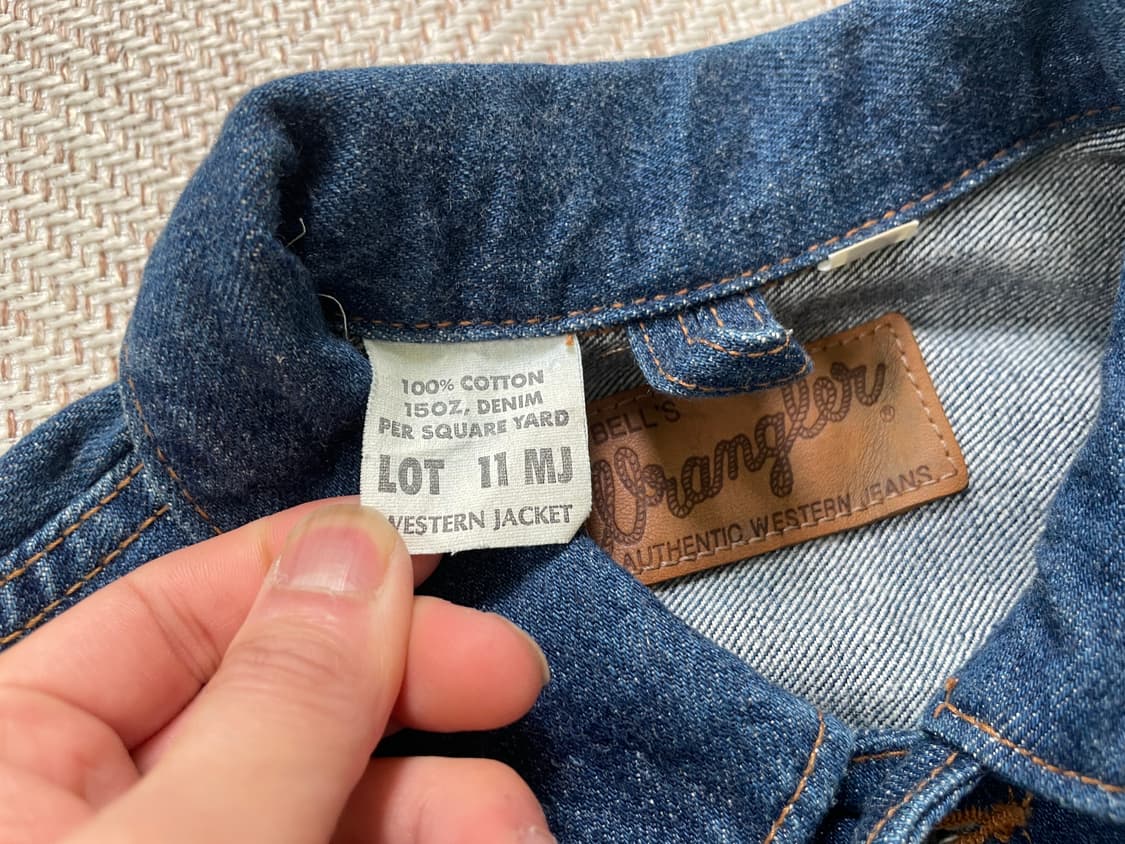 100% COTTON
15OZ, DENIM
PER SQUARE YARD
LOT 11 MJ
WESTERN JACKET
BELL'S
Wrangler®
AUTHENTIC WESTERN JEANS